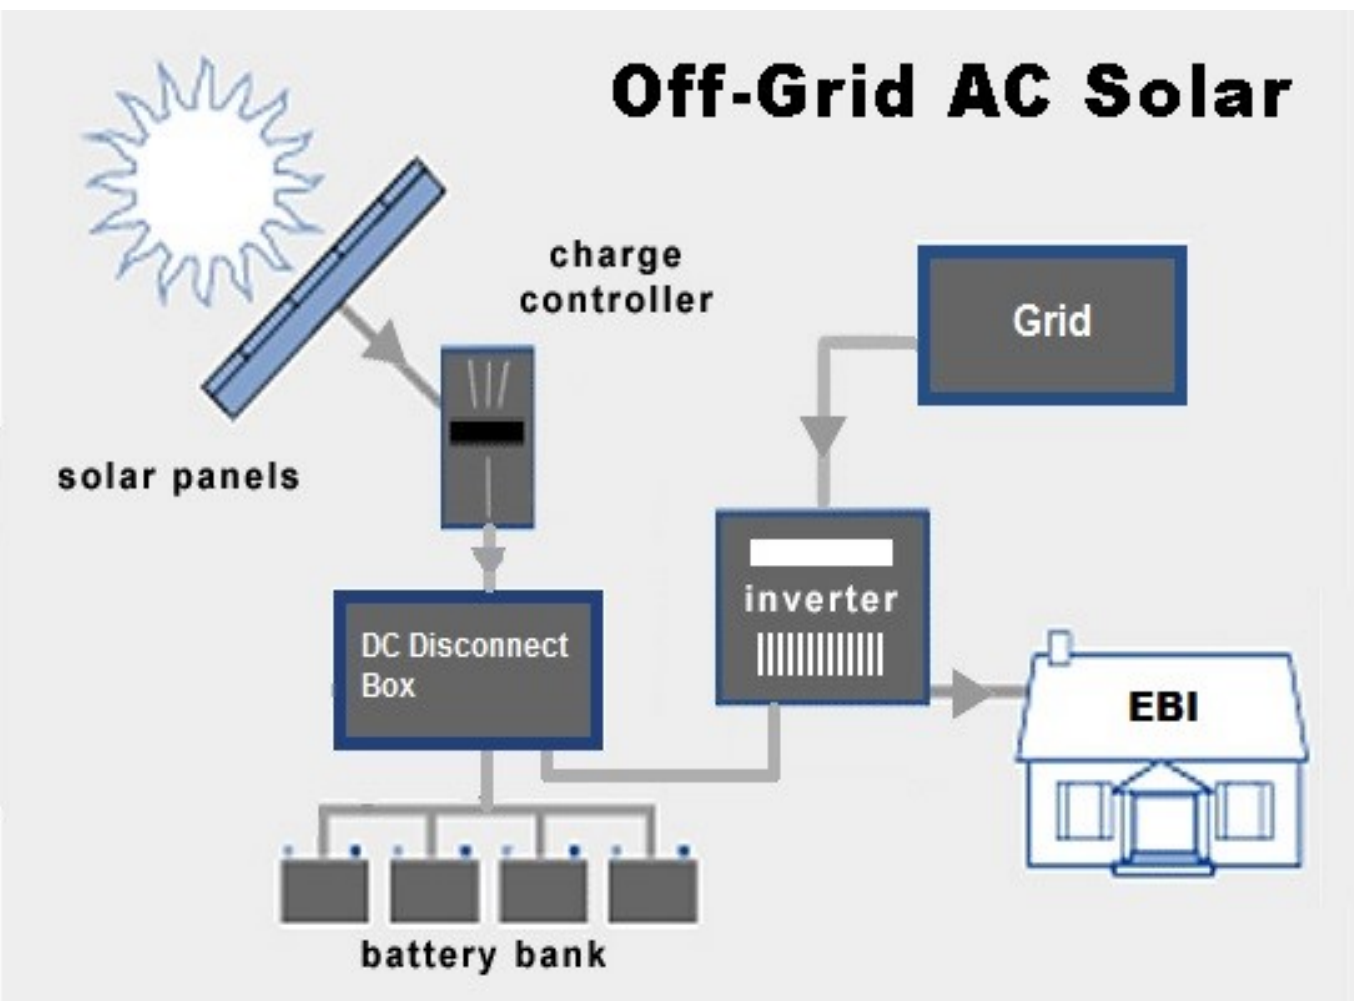 Off-Grid AC Solar
charge
controller
Grid
solar panels
inverter
DC Disconnect
Box
EBI
battery bank